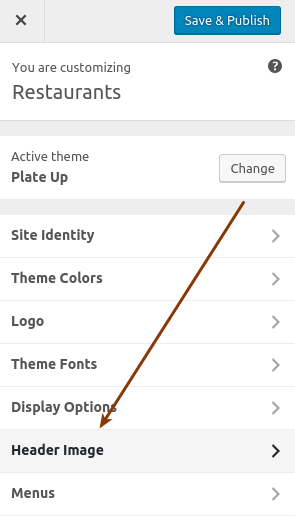 Save & Publish
You are customizing
Restaurants
Active theme
Plate Up
Change
Site Identity
Theme Colors
Logo
Theme Fonts
Display Options
Header Image
Menus